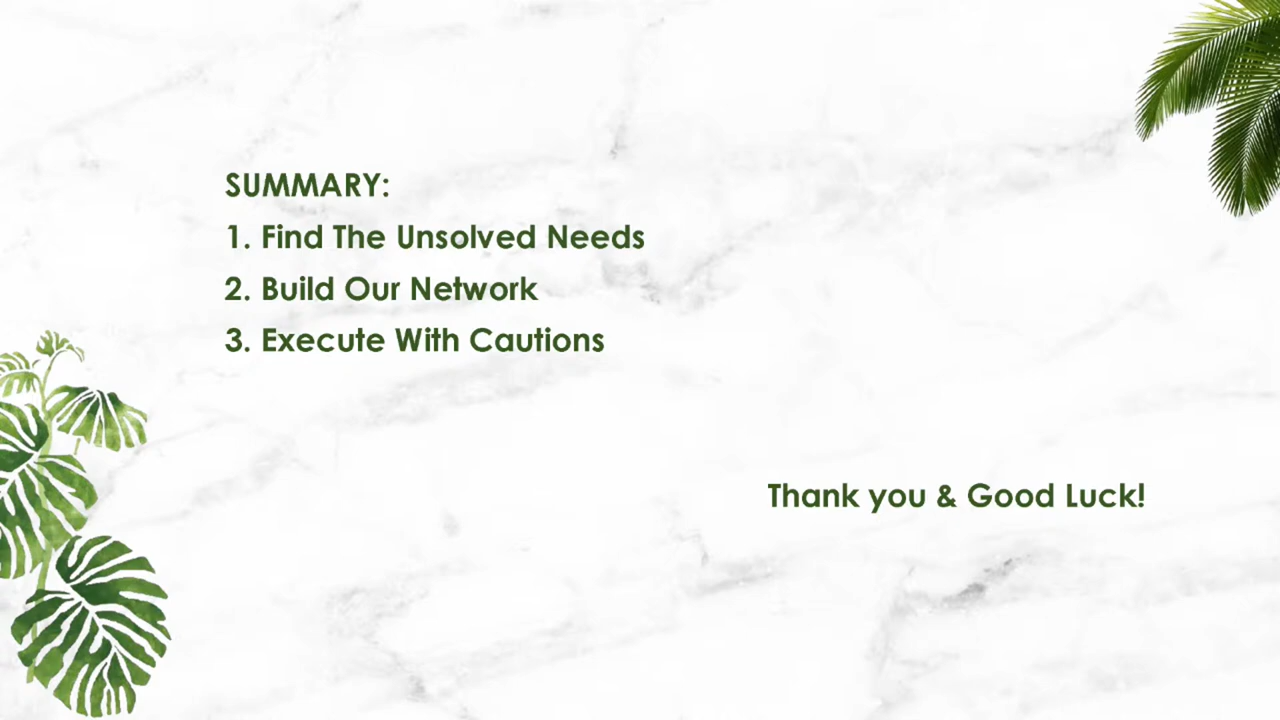 SUMMARY:
1. Find The Unsolved Needs
2. Build Our Network
3. Execute With Cautions
Thank you & Good Luck!